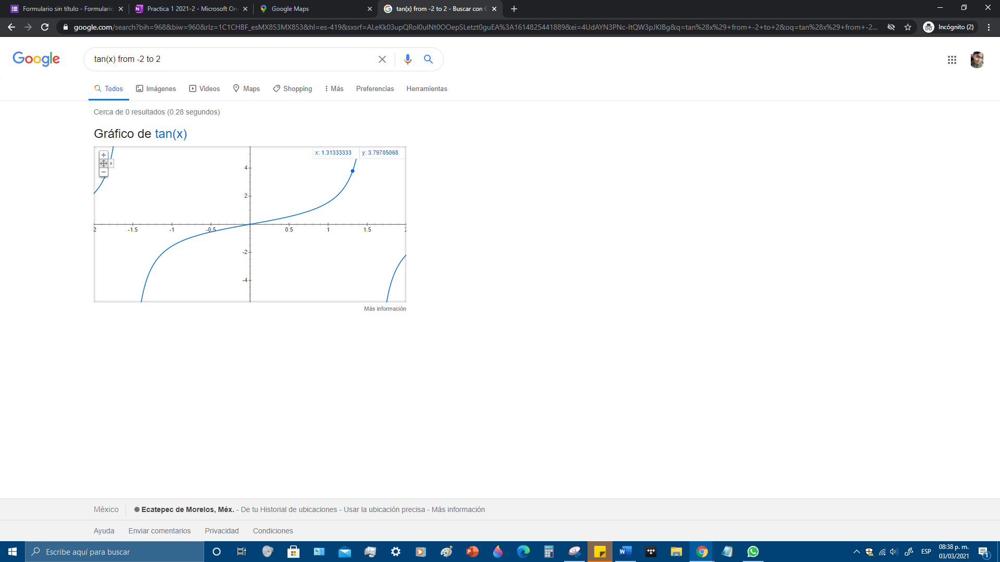 Formulario sin título - Formulario
Practica 1 2021-2 - Microsoft On
Google Maps
tan(x) from -2 to 2 - Buscar con G
google.com/search?bih=968&biw=960&rlz=1C1CHBF_esMX853MX853&hl=es-419&sxsrf=ALeKk03upQRoI0ulNt0OOepSLetzt0guEA%3A1614825441889&ei=4UdAYN3PNc-ItQW3pJKIBg&q=tan%28x%29+from+-2+to+2&oq=tan%28x%29+from+-2...
Incógnito (2)
Google
tan(x) from -2 to 2
Todos Imágenes Videos Maps Shopping Más Preferencias Herramientas
Cerca de 0 resultados (0.28 segundos)
Gráfico de tan(x)
x: 1.31333333 y: 3.79785068
4
2
2 -1.5 -1 -0.5 0.5 1 1.5 2
-2
-4
Más información
México
Ecatepec de Morelos, Méx. - De tu Historial de ubicaciones - Usar la ubicación precisa - Más información
Ayuda Enviar comentarios Privacidad Condiciones
Escribe aquí para buscar
ESP
08:38 p. m.
03/03/2021
1